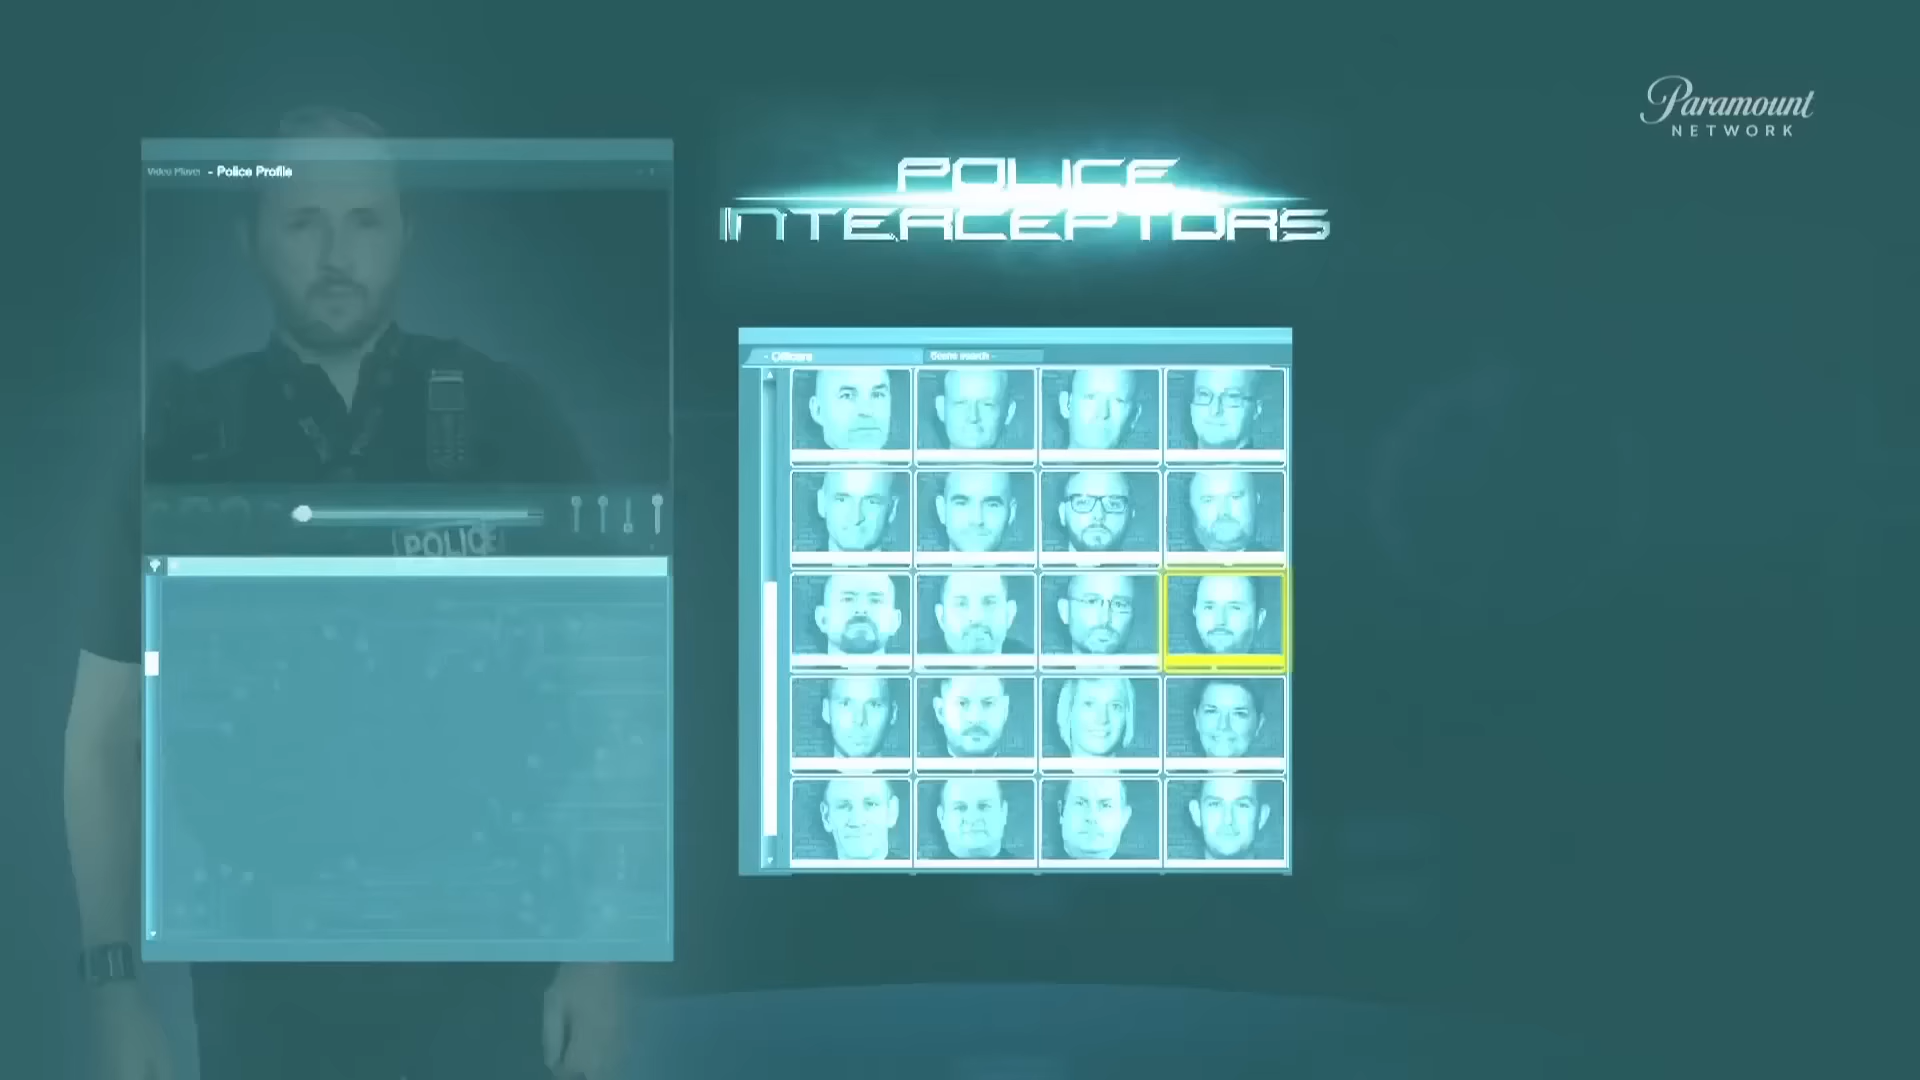 Paramount
NETWORK
POLICE
INTERCEPTORS
Video Player - Police Profile
- Officers
Scene search -
POLICE